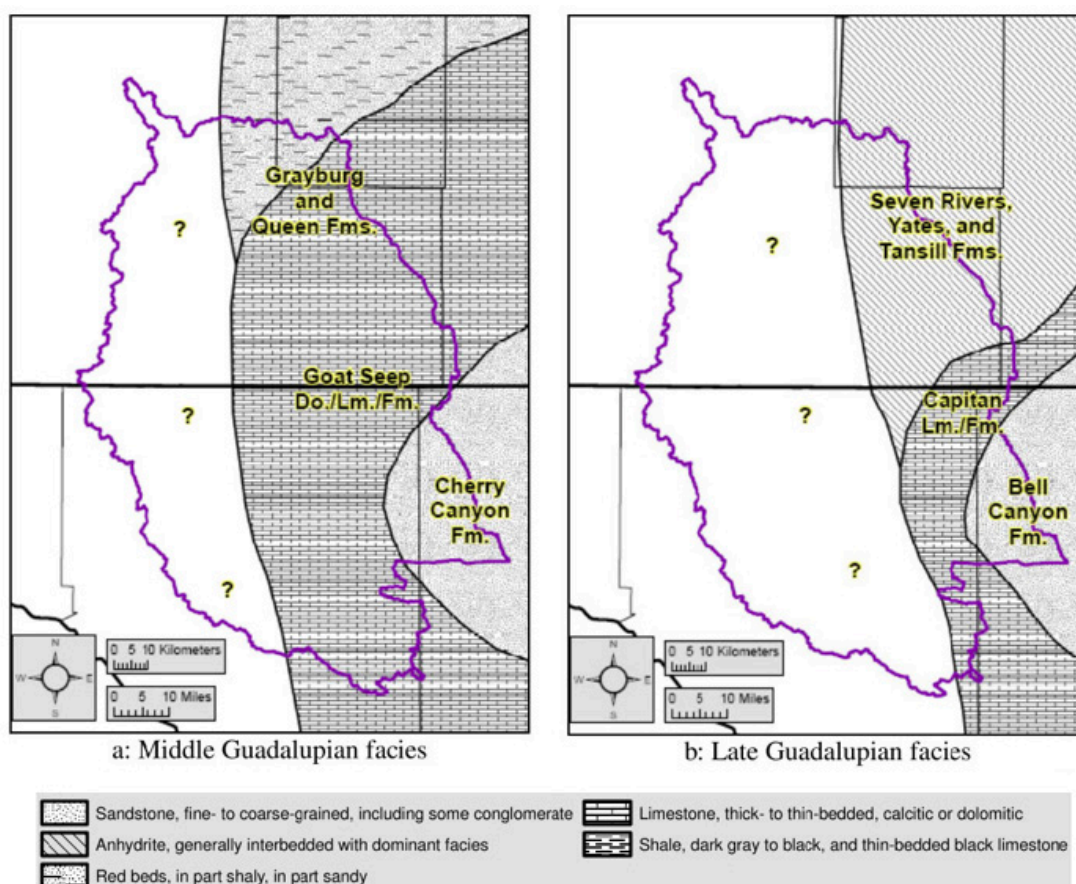 Grayburg
and
Queen Fms.
?
Goat Seep
Do./Lm./Fm.
?
Cherry
Canyon
Fm.
?
N
W
E
S
0 5 10 Kilometers
0 5 10 Miles
a: Middle Guadalupian facies
Seven Rivers,
Yates, and
Tansill Fms.
?
Capitan
Lm./Fm.
?
Bell
Canyon
Fm.
?
N
W
E
S
0 5 10 Kilometers
0 5 10 Miles
b: Late Guadalupian facies
Sandstone, fine- to coarse-grained, including some conglomerate
Limestone, thick- to thin-bedded, calcitic or dolomitic
Anhydrite, generally interbedded with dominant facies
Shale, dark gray to black, and thin-bedded black limestone
Red beds, in part shaly, in part sandy